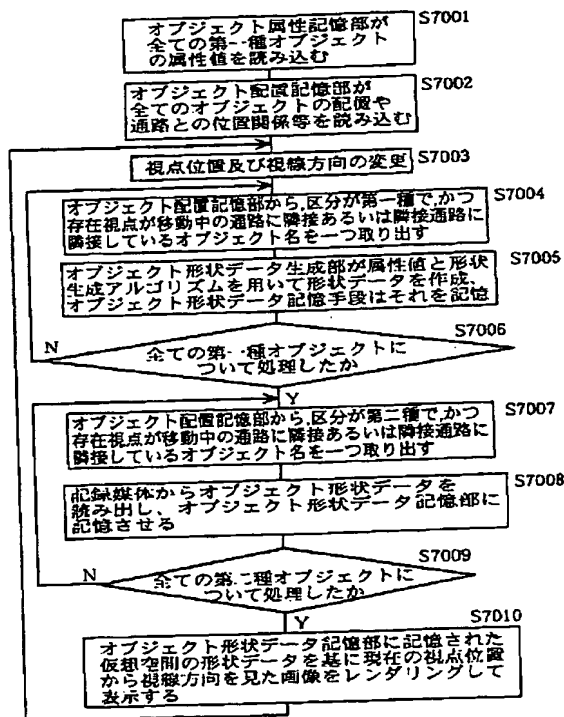 S7001
オブジェクト属性記憶部が
全ての第一種オブジェクト
の属性値を読み込む
S7002
オブジェクト配置記憶部が
全てのオブジェクトの配置や
通路との位置関係等を読み込む
S7003
視点位置及び視線方向の変更
S7004
オブジェクト配置記憶部から,区分が第一種で,かつ
存在視点が移動中の通路に隣接あるいは隣接通路に
隣接しているオブジェクト名を一つ取り出す
S7005
オブジェクト形状データ生成部が属性値と形状
生成アルゴリズムを用いて形状データを作成、
オブジェクト形状データ記憶手段はそれを記憶
S7006
N
全ての第一種オブジェクトに
ついて処理したか
Y
S7007
オブジェクト配置記憶部から,区分が第二種で,かつ
存在視点が移動中の通路に隣接あるいは隣接通路に
隣接しているオブジェクト名を一つ取り出す
S7008
記録媒体からオブジェクト形状データを
読み出し、オブジェクト形状データ記憶部に
記憶させる
S7009
N
全ての第二種オブジェクトに
ついて処理したか
Y
S7010
オブジェクト形状データ記憶部に記憶された
仮想空間の形状データを基に現在の視点位置
から視線方向を見た画像をレンダリングして
表示する